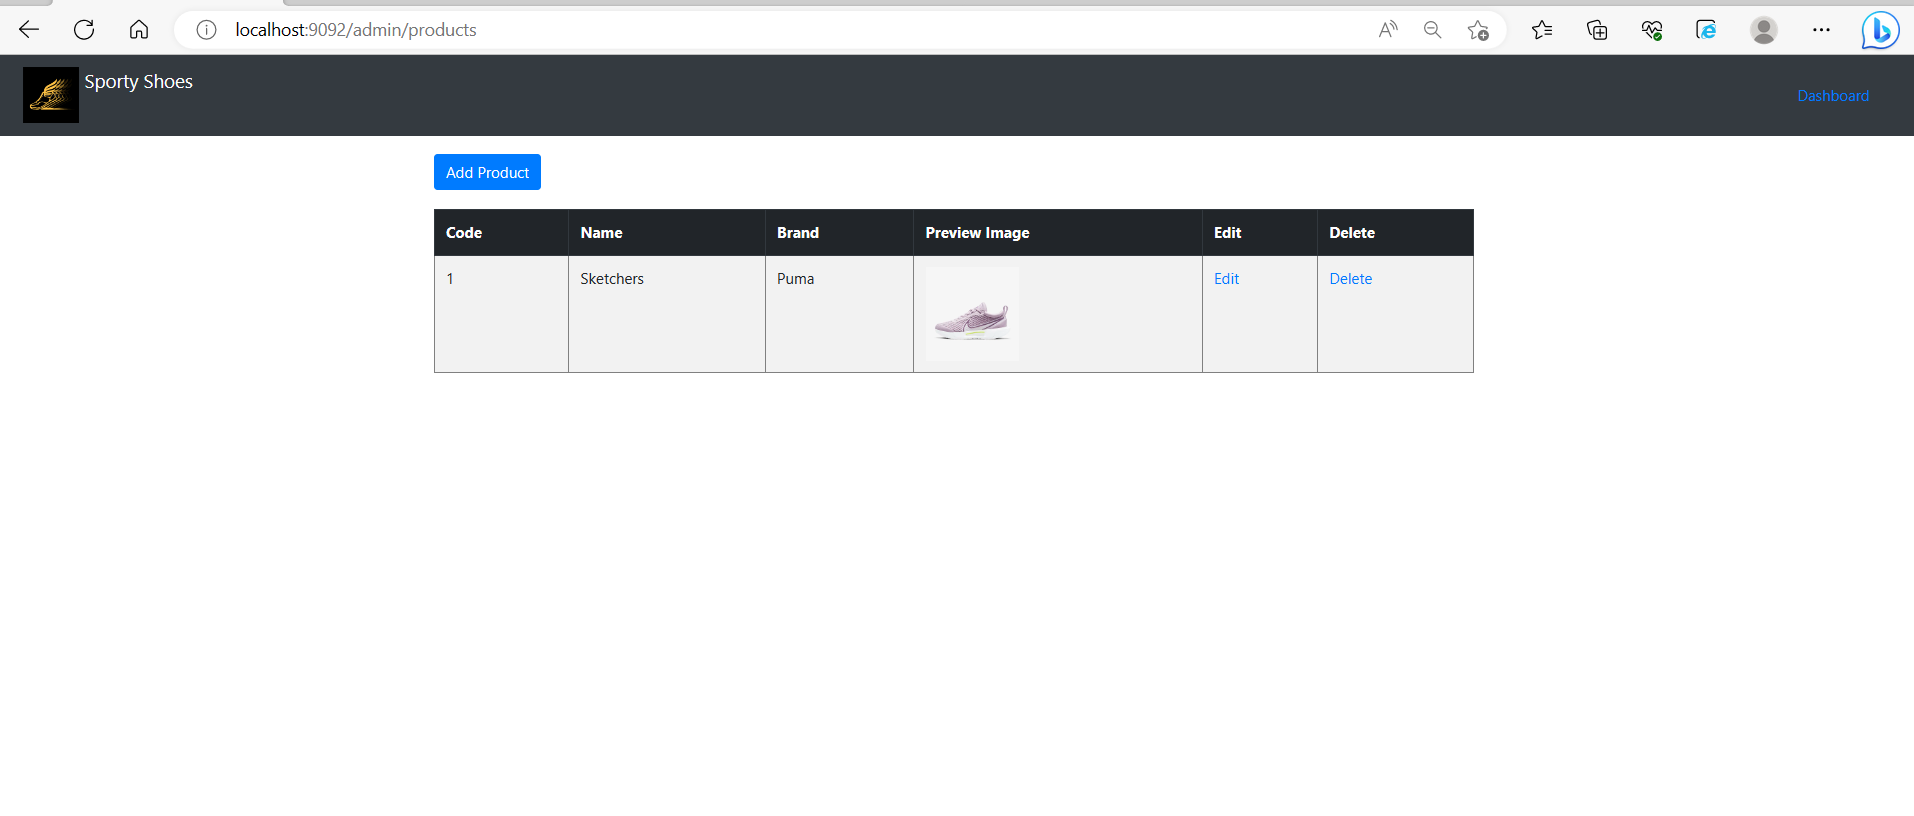 localhost:9092/admin/products
Sporty Shoes
Dashboard
Add Product
Code Name Brand Preview Image Edit Delete
1 Sketchers Puma Edit Delete